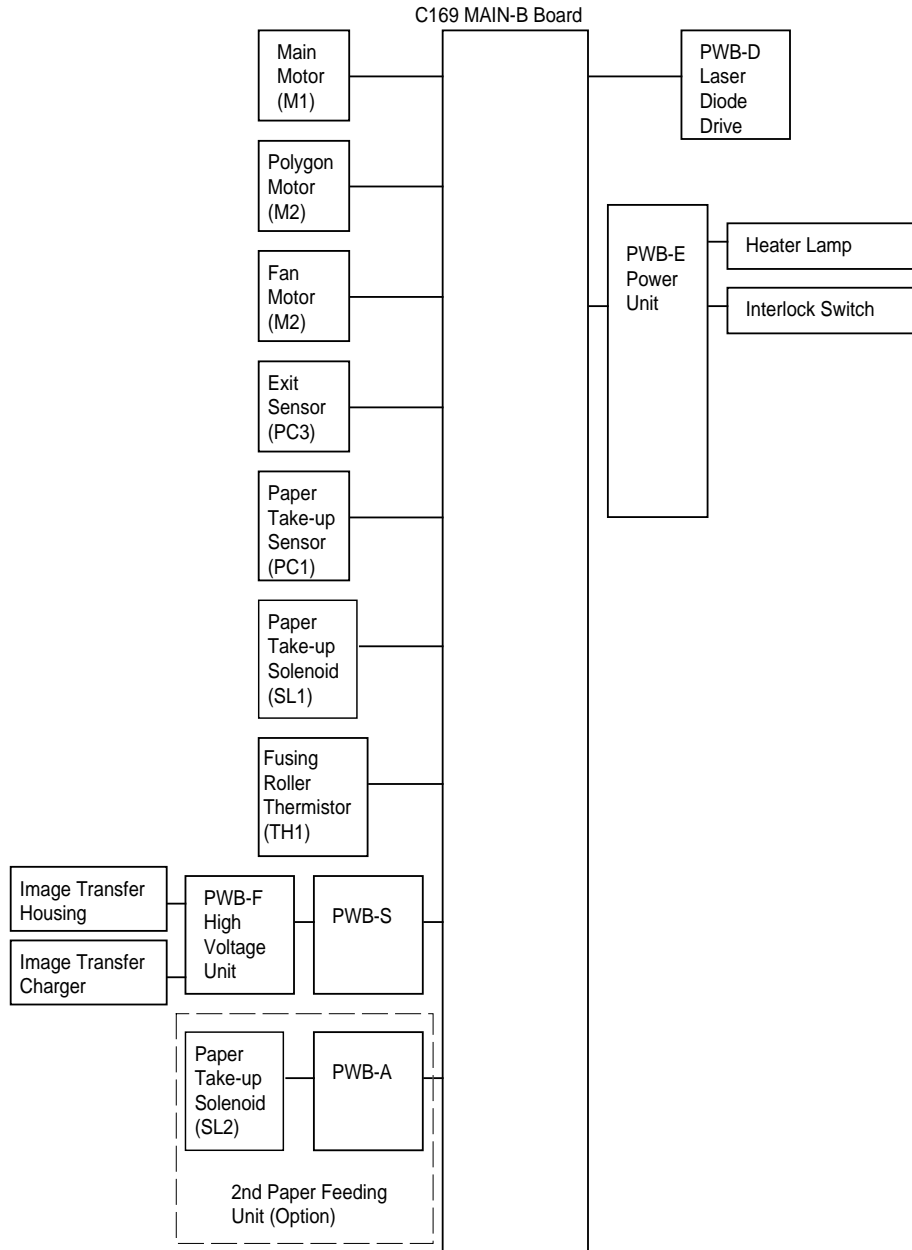 C169 MAIN-B Board
Main
Motor
(M1)
PWB-D
Laser
Diode
Drive
Polygon
Motor
(M2)
PWB-E
Power
Unit
Heater Lamp
Interlock Switch
Fan
Motor
(M2)
Exit
Sensor
(PC3)
Paper
Take-up
Sensor
(PC1)
Paper
Take-up
Solenoid
(SL1)
Fusing
Roller
Thermistor
(TH1)
Image Transfer
Housing
Image Transfer
Charger
PWB-F
High
Voltage
Unit
PWB-S
Paper
Take-up
Solenoid
(SL2)
PWB-A
2nd Paper Feeding
Unit (Option)